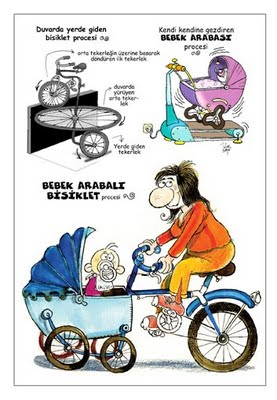 Duvarda yerde giden
bisiklet procesi
orta tekerleğin üzerine basarak
döndüren ilk tekerlek
duvarda
yürüyen
orta teker-
lek
Yerde giden
tekerlek
Kendi kendine gezdiren
BEBEK ARABASI
procesi
BEBEK ARABALI
BİSİKLET procesi